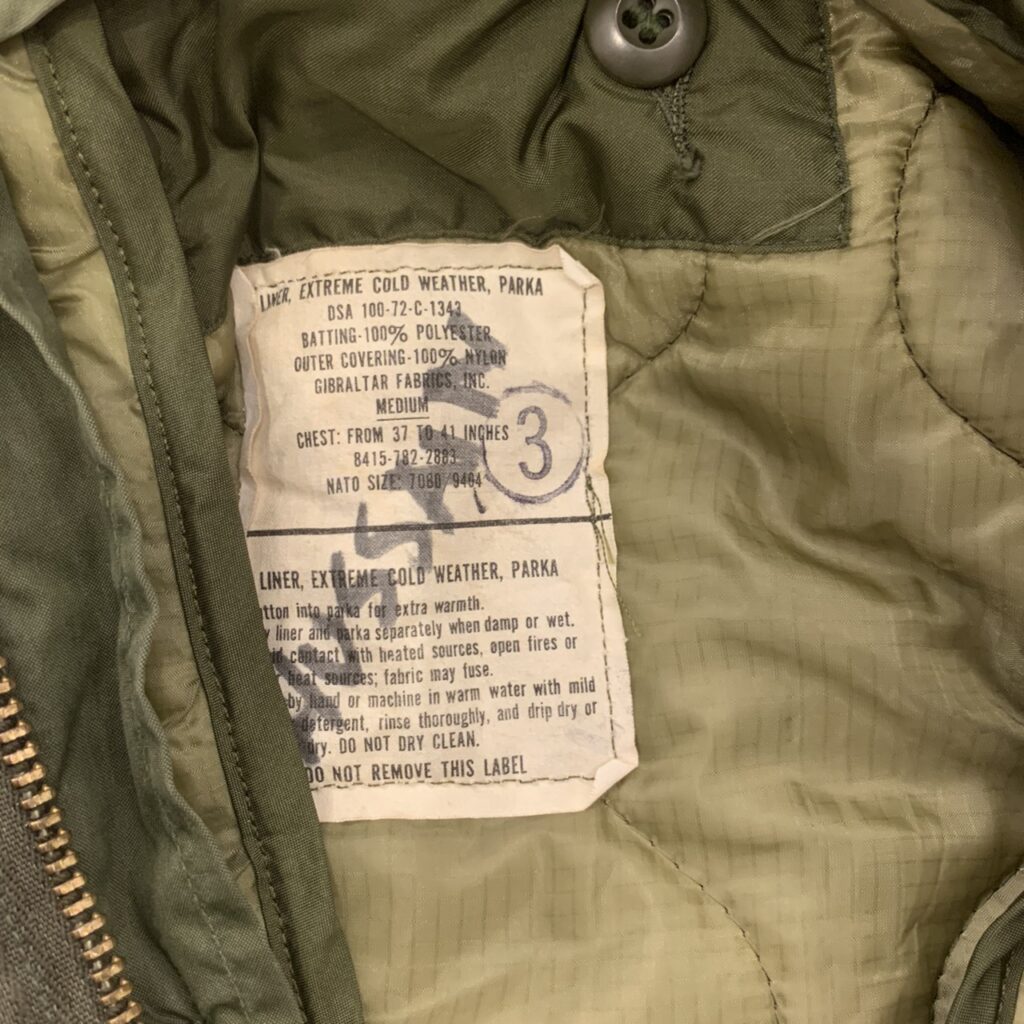 LINER, EXTREME COLD WEATHER, PARKA
DSA 100-72-C-1343
BATTING-100% POLYESTER
OUTER COVERING-100% NYLON
GIBRALTAR FABRICS, INC.
MEDIUM
CHEST: FROM 37 TO 41 INCHES
8415-782-2883
NATO SIZE: 7080/9404
3
LINER, EXTREME COLD WEATHER, PARKA
tton into parka for extra warmth.
y liner and parka separately when damp or wet.
id contact with heated sources, open fires or
heat sources; fabric may fuse.
by hand or machine in warm water with mild
detergent, rinse thoroughly, and drip dry or
dry. DO NOT DRY CLEAN.
DO NOT REMOVE THIS LABEL